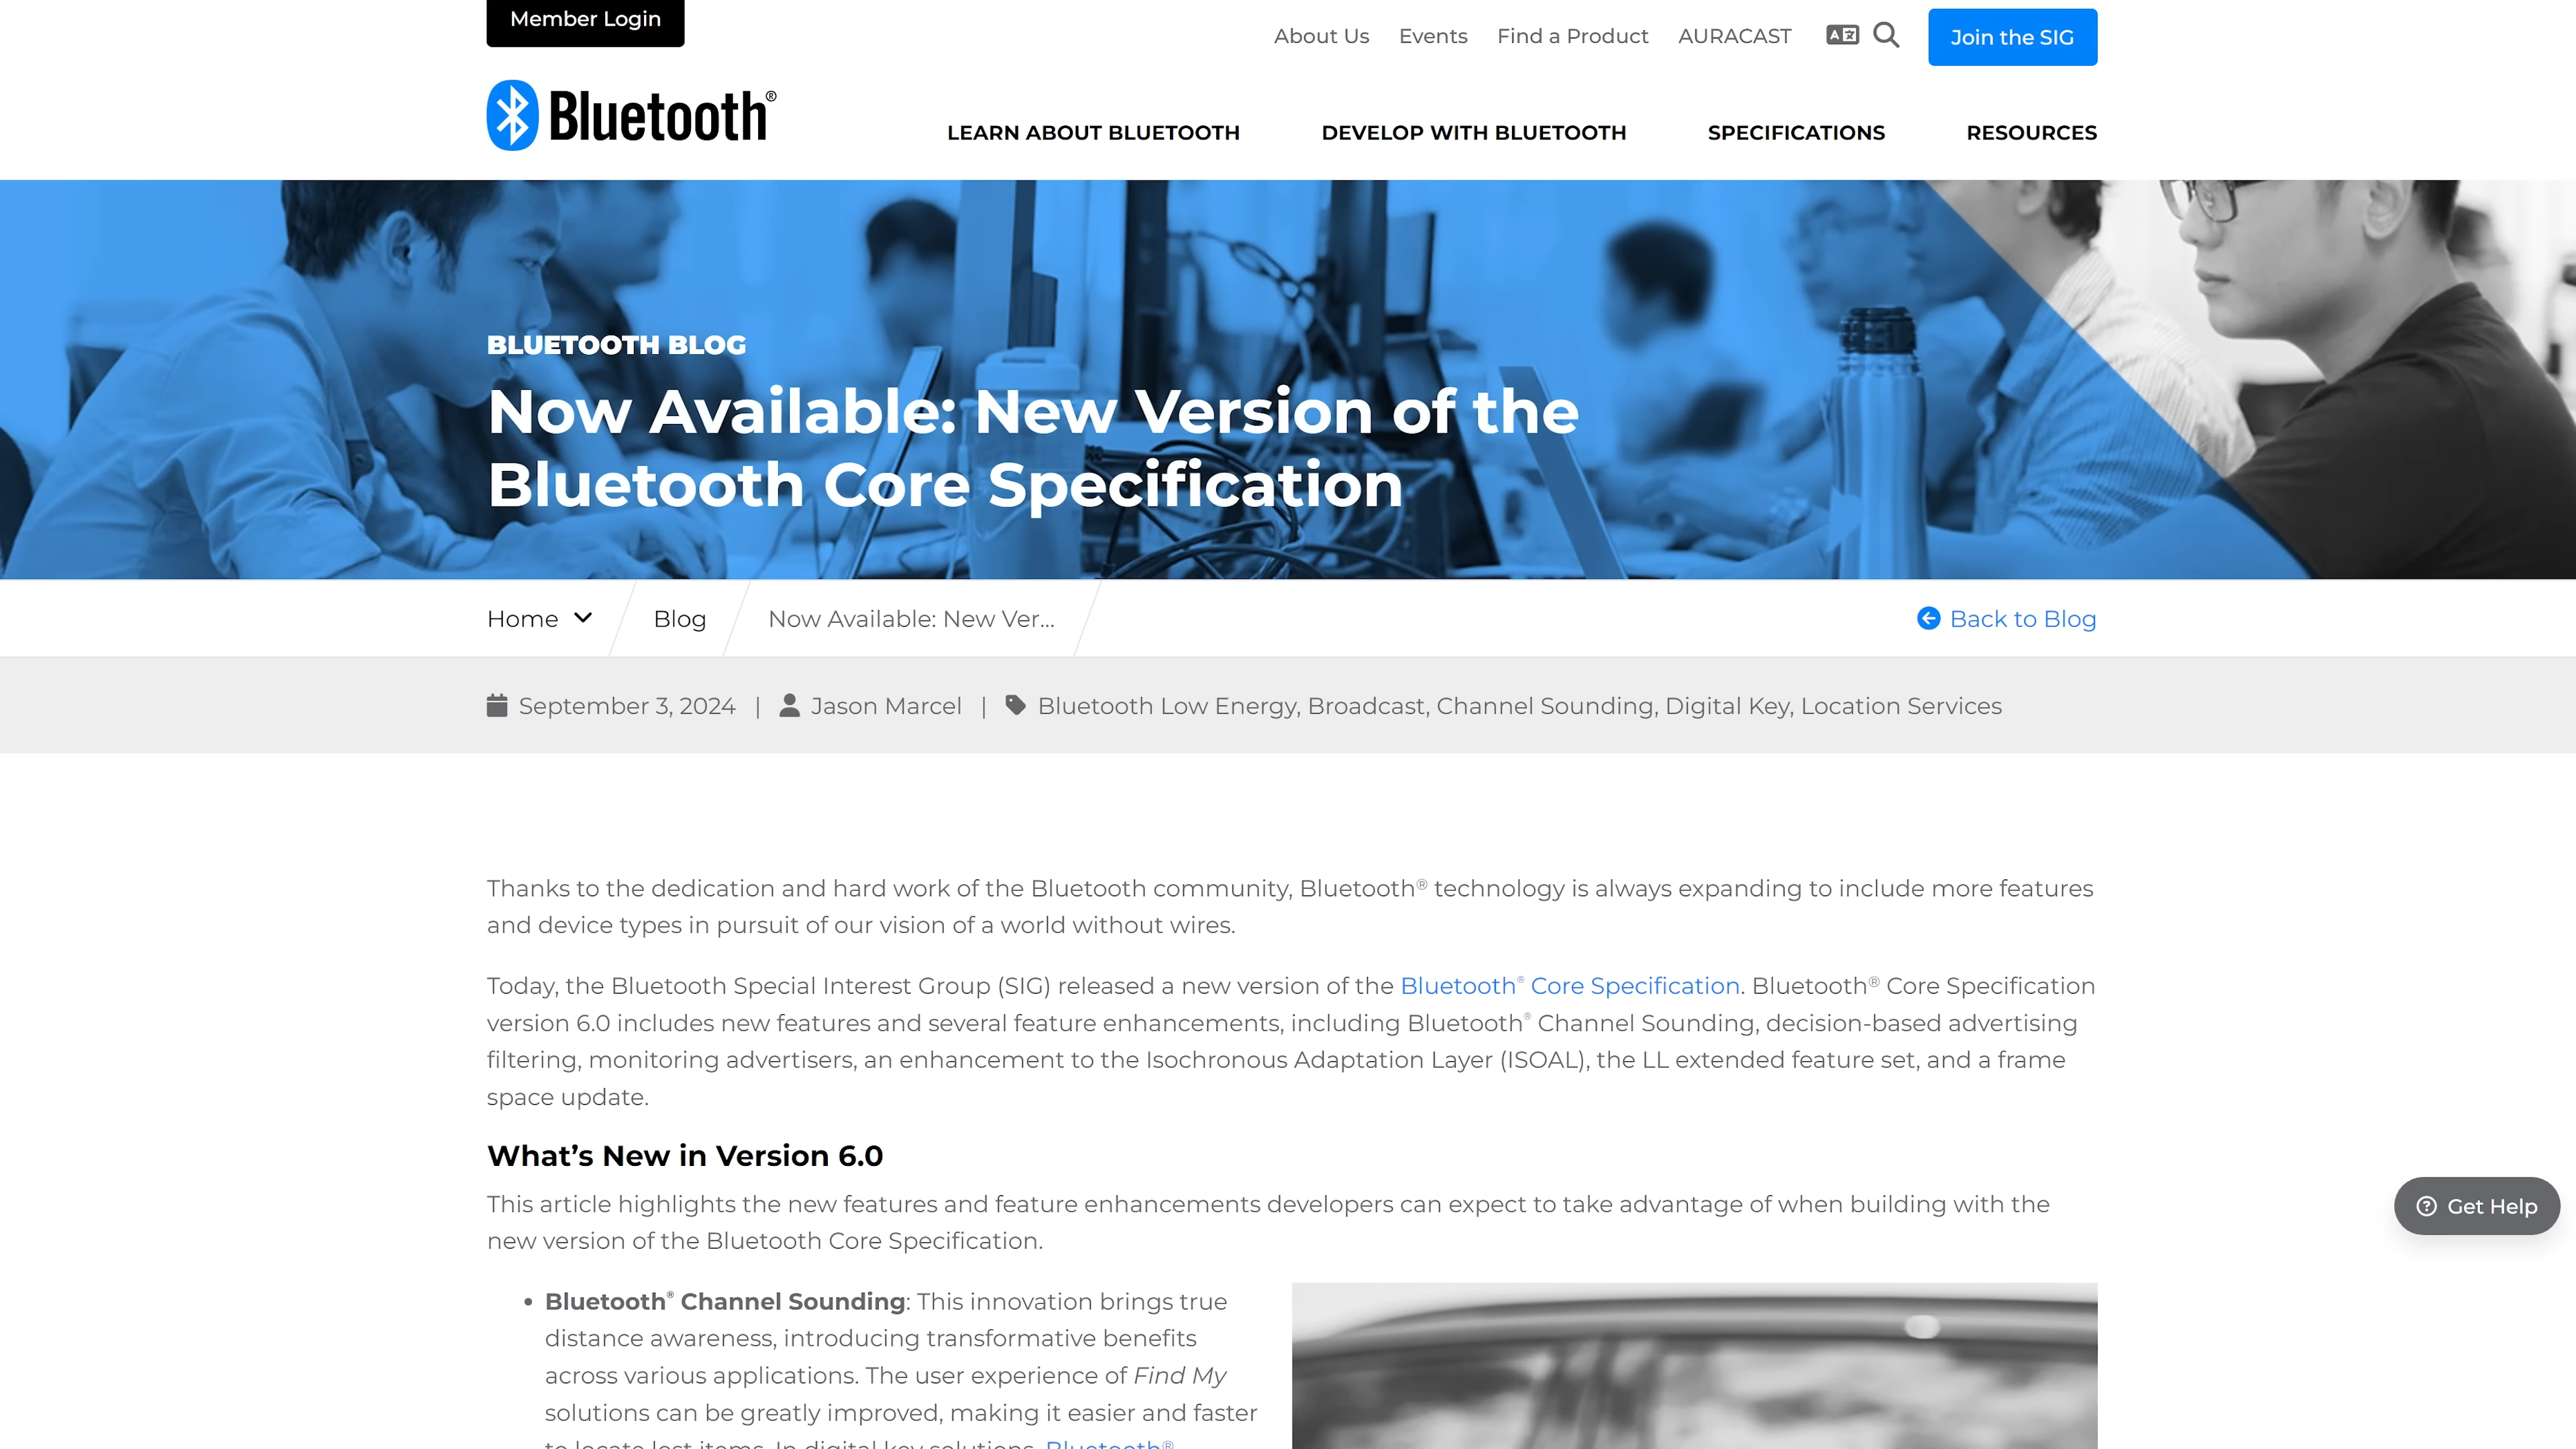 Member Login
About Us Events Find a Product AURACAST Join the SIG
Bluetooth®
LEARN ABOUT BLUETOOTH DEVELOP WITH BLUETOOTH SPECIFICATIONS RESOURCES
BLUETOOTH BLOG
Now Available: New Version of the
Bluetooth Core Specification
Home Blog Now Available: New Ver... Back to Blog
September 3, 2024 | Jason Marcel | Bluetooth Low Energy, Broadcast, Channel Sounding, Digital Key, Location Services
Thanks to the dedication and hard work of the Bluetooth community, Bluetooth® technology is always expanding to include more features
and device types in pursuit of our vision of a world without wires.
Today, the Bluetooth Special Interest Group (SIG) released a new version of the Bluetooth® Core Specification. Bluetooth® Core Specification
version 6.0 includes new features and several feature enhancements, including Bluetooth® Channel Sounding, decision-based advertising
filtering, monitoring advertisers, an enhancement to the Isochronous Adaptation Layer (ISOAL), the LL extended feature set, and a frame
space update.
What’s New in Version 6.0
This article highlights the new features and feature enhancements developers can expect to take advantage of when building with the
new version of the Bluetooth Core Specification.
Get Help
• Bluetooth® Channel Sounding: This innovation brings true
distance awareness, introducing transformative benefits
across various applications. The user experience of Find My
solutions can be greatly improved, making it easier and faster
to locate lost items. In digital key solutions, Bluetooth®